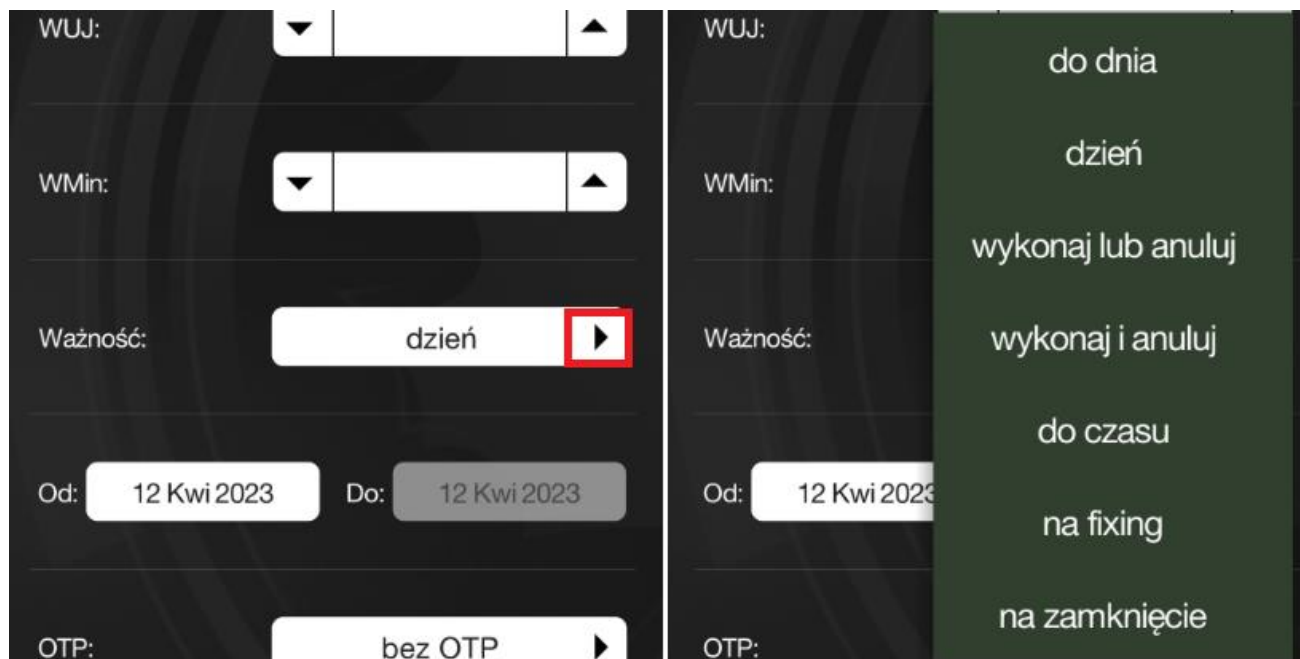 WUJ:
WMin:
Ważność: dzień
Od: 12 Kwi 2023 Do: 12 Kwi 2023
OTP: bez OTP
WUJ:
WMin:
Ważność:
Od: 12 Kwi 2023
OTP:
do dnia
dzień
wykonaj lub anuluj
wykonaj i anuluj
do czasu
na fixing
na zamknięcie